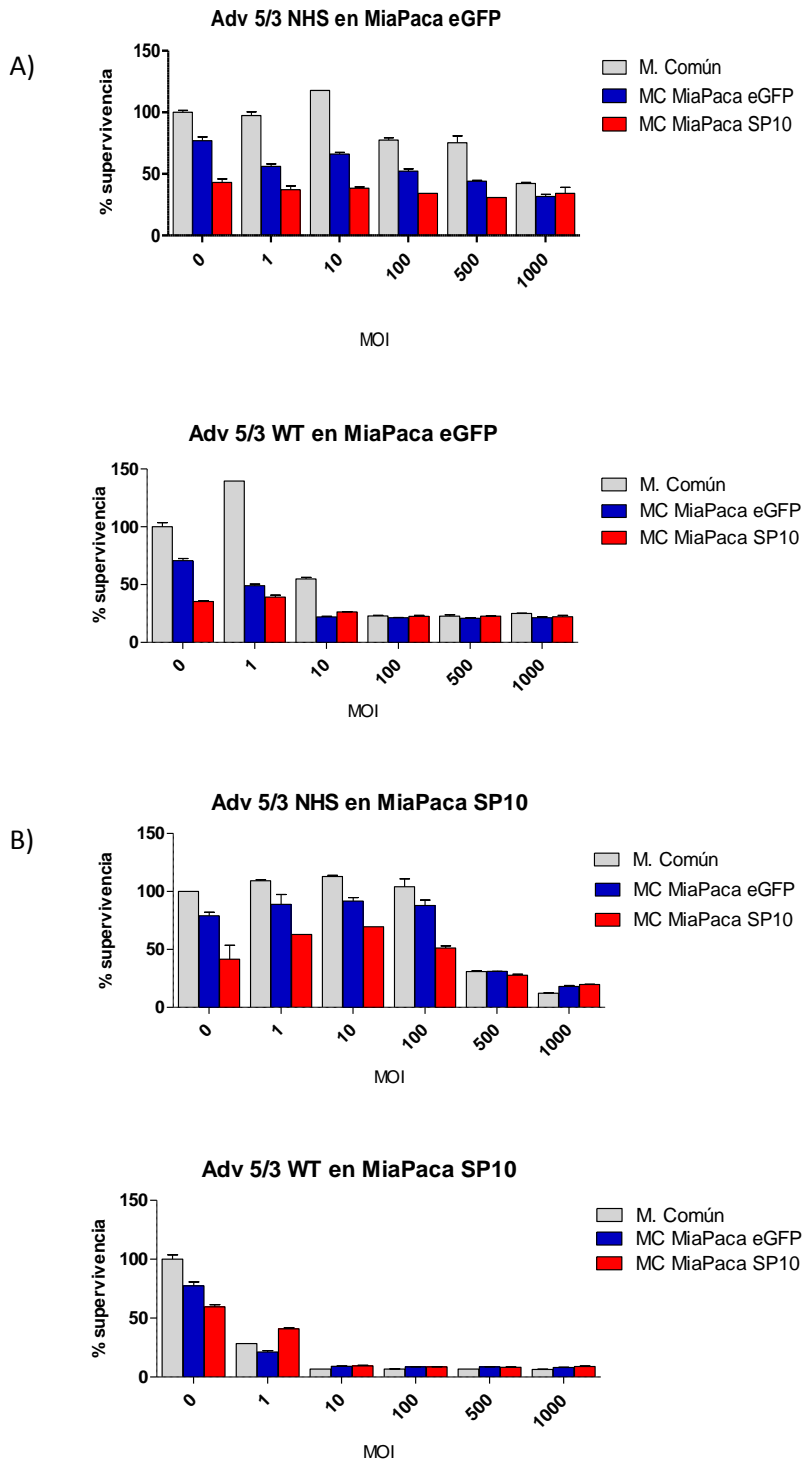 Adv 5/3 NHS en MiaPaca eGFP
A)
% supervivencia
150
100
50
0
0 1 10 100 500 1000
MOI
M. Común
MC MiaPaca eGFP
MC MiaPaca SP10
Adv 5/3 WT en MiaPaca eGFP
% supervivencia
150
100
50
0
0 1 10 100 500 1000
MOI
M. Común
MC MiaPaca eGFP
MC MiaPaca SP10
Adv 5/3 NHS en MiaPaca SP10
B)
% supervivencia
150
100
50
0
0 1 10 100 500 1000
MOI
M. Común
MC MiaPaca eGFP
MC MiaPaca SP10
Adv 5/3 WT en MiaPaca SP10
% supervivencia
150
100
50
0
0 1 10 100 500 1000
MOI
M. Común
MC MiaPaca eGFP
MC MiaPaca SP10